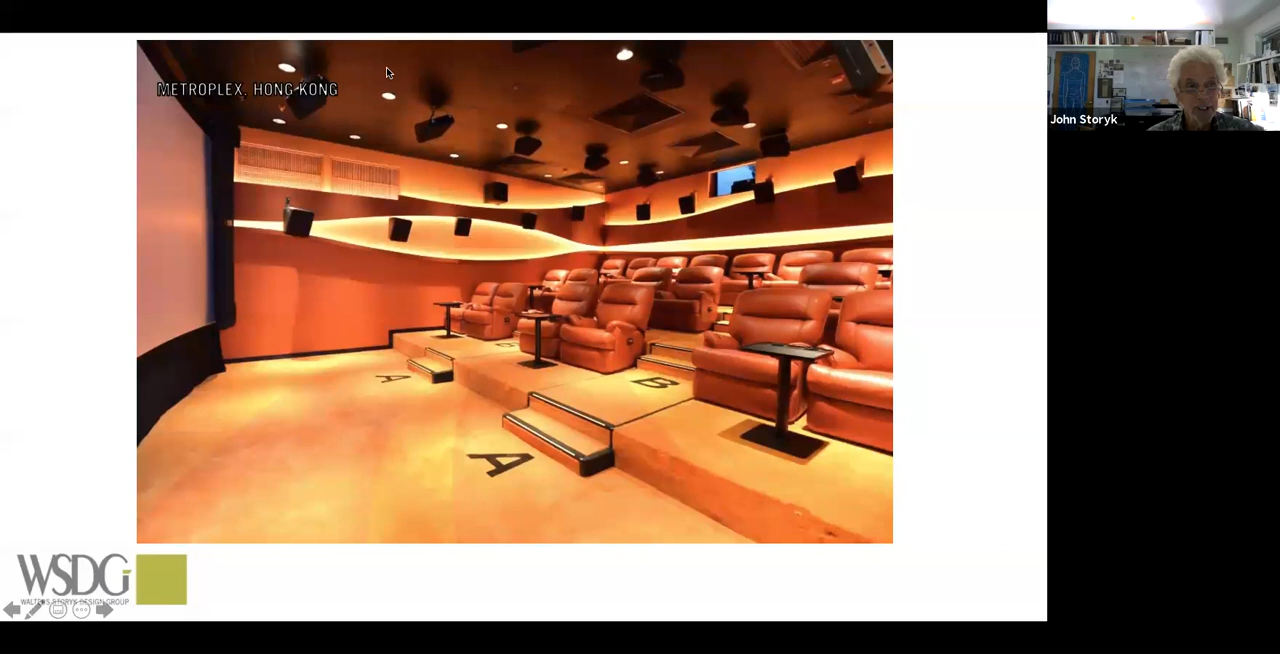 METROPLEX, HONG KONG
John Storyk
A
B
A
WSDG
WALTERS-STORYK DESIGN GROUP